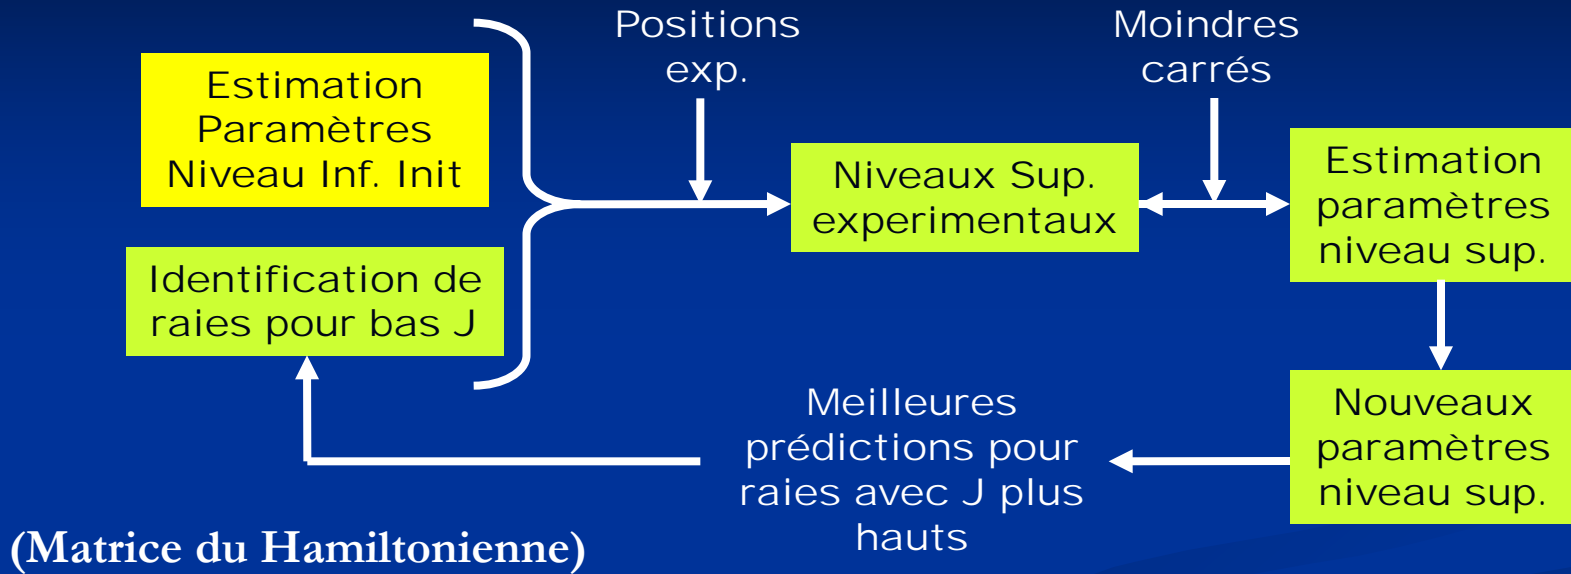 Estimation
Paramètres
Niveau Inf. Init
Identification de
raies pour bas J
Positions
exp.
Niveaux Sup.
experimentaux
Moindres
carrés
Estimation
paramètres
niveau sup.
Nouveaux
paramètres
niveau sup.
Meilleures
prédictions pour
raies avec J plus
hauts
(Matrice du Hamiltonienne)